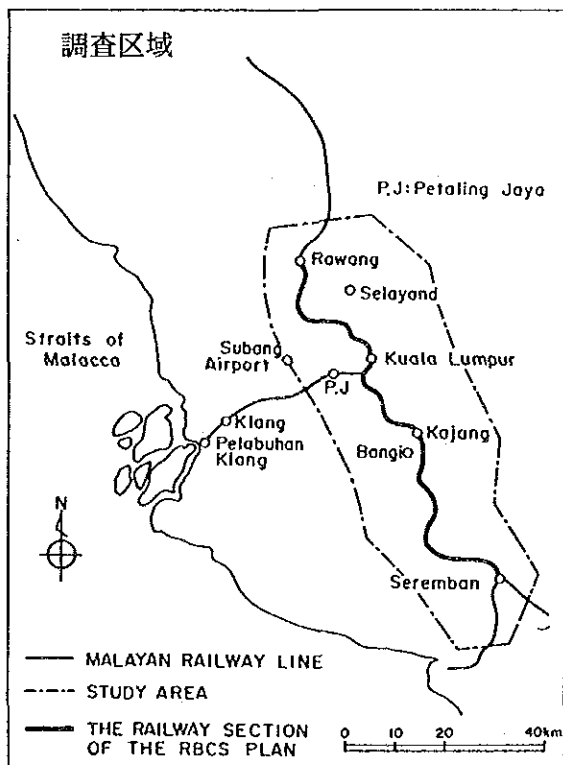 調査区域
P.J:Petaling Jaya
Rawang
Selayand
Straits of
Malacca
Subang
Airport
Kuala Lumpur
P.J
Klang
Pelabuhan
Klang
Kajang
Bangi
N
Seremban
MALAYAN RAILWAY LINE
STUDY AREA
THE RAILWAY SECTION
OF THE RBCS PLAN
0 10 20 40km